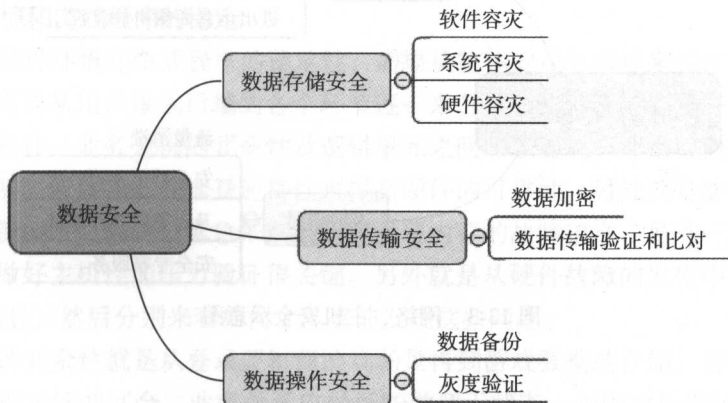 软件容灾
系统容灾
数据存储安全
硬件容灾
数据加密
数据安全
数据传输安全
数据传输验证和比对
数据备份
数据操作安全
灰度验证